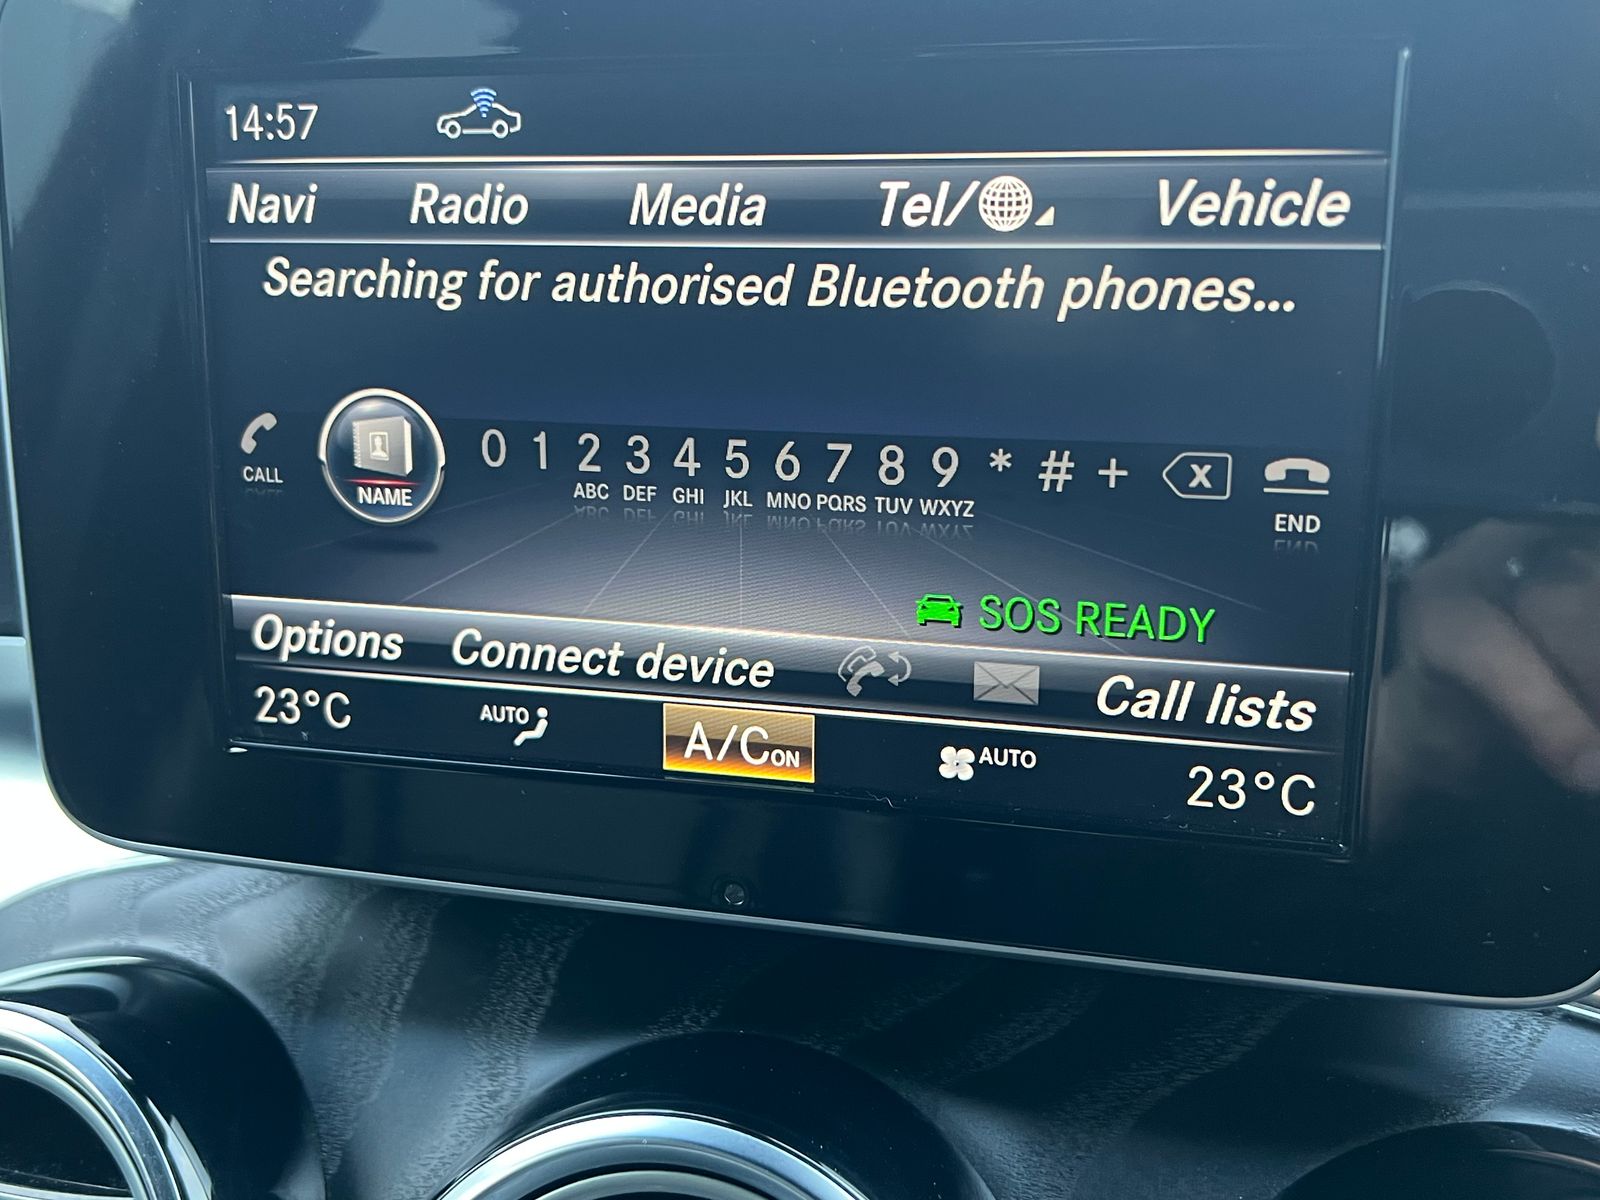 14:57
Navi Radio Media Tel/ Vehicle
Searching for authorised Bluetooth phones...
0 1 2 3 4 5 6 7 8 9 * # + X
CALL NAME ABC DEF GHI JKL MNO PQRS TUV WXYZ END
SOS READY
Options Connect device Call lists
23°C AUTO A/C ON AUTO 23°C